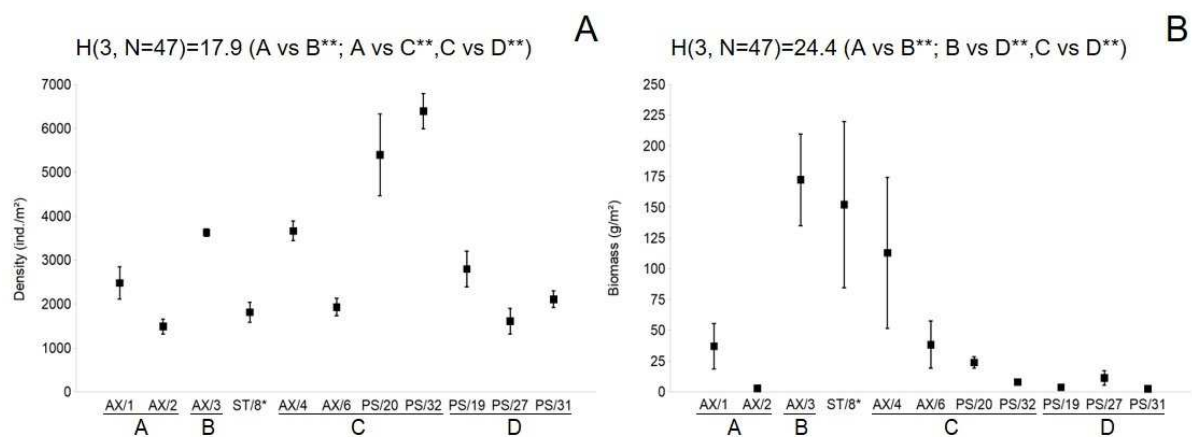 A
H(3, N=47)=17.9 (A vs B**; A vs C**,C vs D**)
7000
6000
5000
4000
3000
2000
1000
0
Density (ind./m²)
AX/1 AX/2 AX/3 ST/8* AX/4 AX/6 PS/20 PS/32 PS/19 PS/27 PS/31
A B C D
B
H(3, N=47)=24.4 (A vs B**; B vs D**,C vs D**)
250
225
200
175
150
125
100
75
50
25
0
Biomass (g/m²)
AX/1 AX/2 AX/3 ST/8* AX/4 AX/6 PS/20 PS/32 PS/19 PS/27 PS/31
A B C D